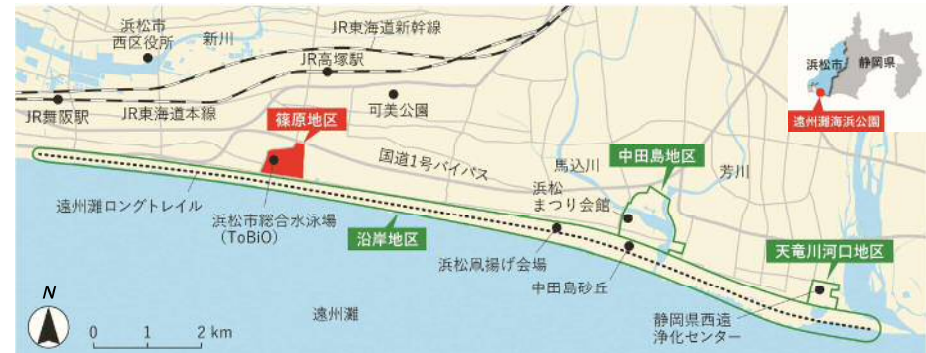 浜松市
西区役所
新川
JR東海道新幹線
JR高塚駅
JR舞阪駅
JR東海道本線
可美公園
篠原地区
国道1号バイパス
馬込川
中田島地区
芳川
浜松
まつり会館
遠州灘ロングトレイル
浜松市総合水泳場
(ToBiO)
沿岸地区
浜松凧揚げ会場
中田島砂丘
天竜川河口地区
静岡県西遠
浄化センター
遠州灘
N
0 1 2 km
浜松市
静岡県
遠州灘海浜公園